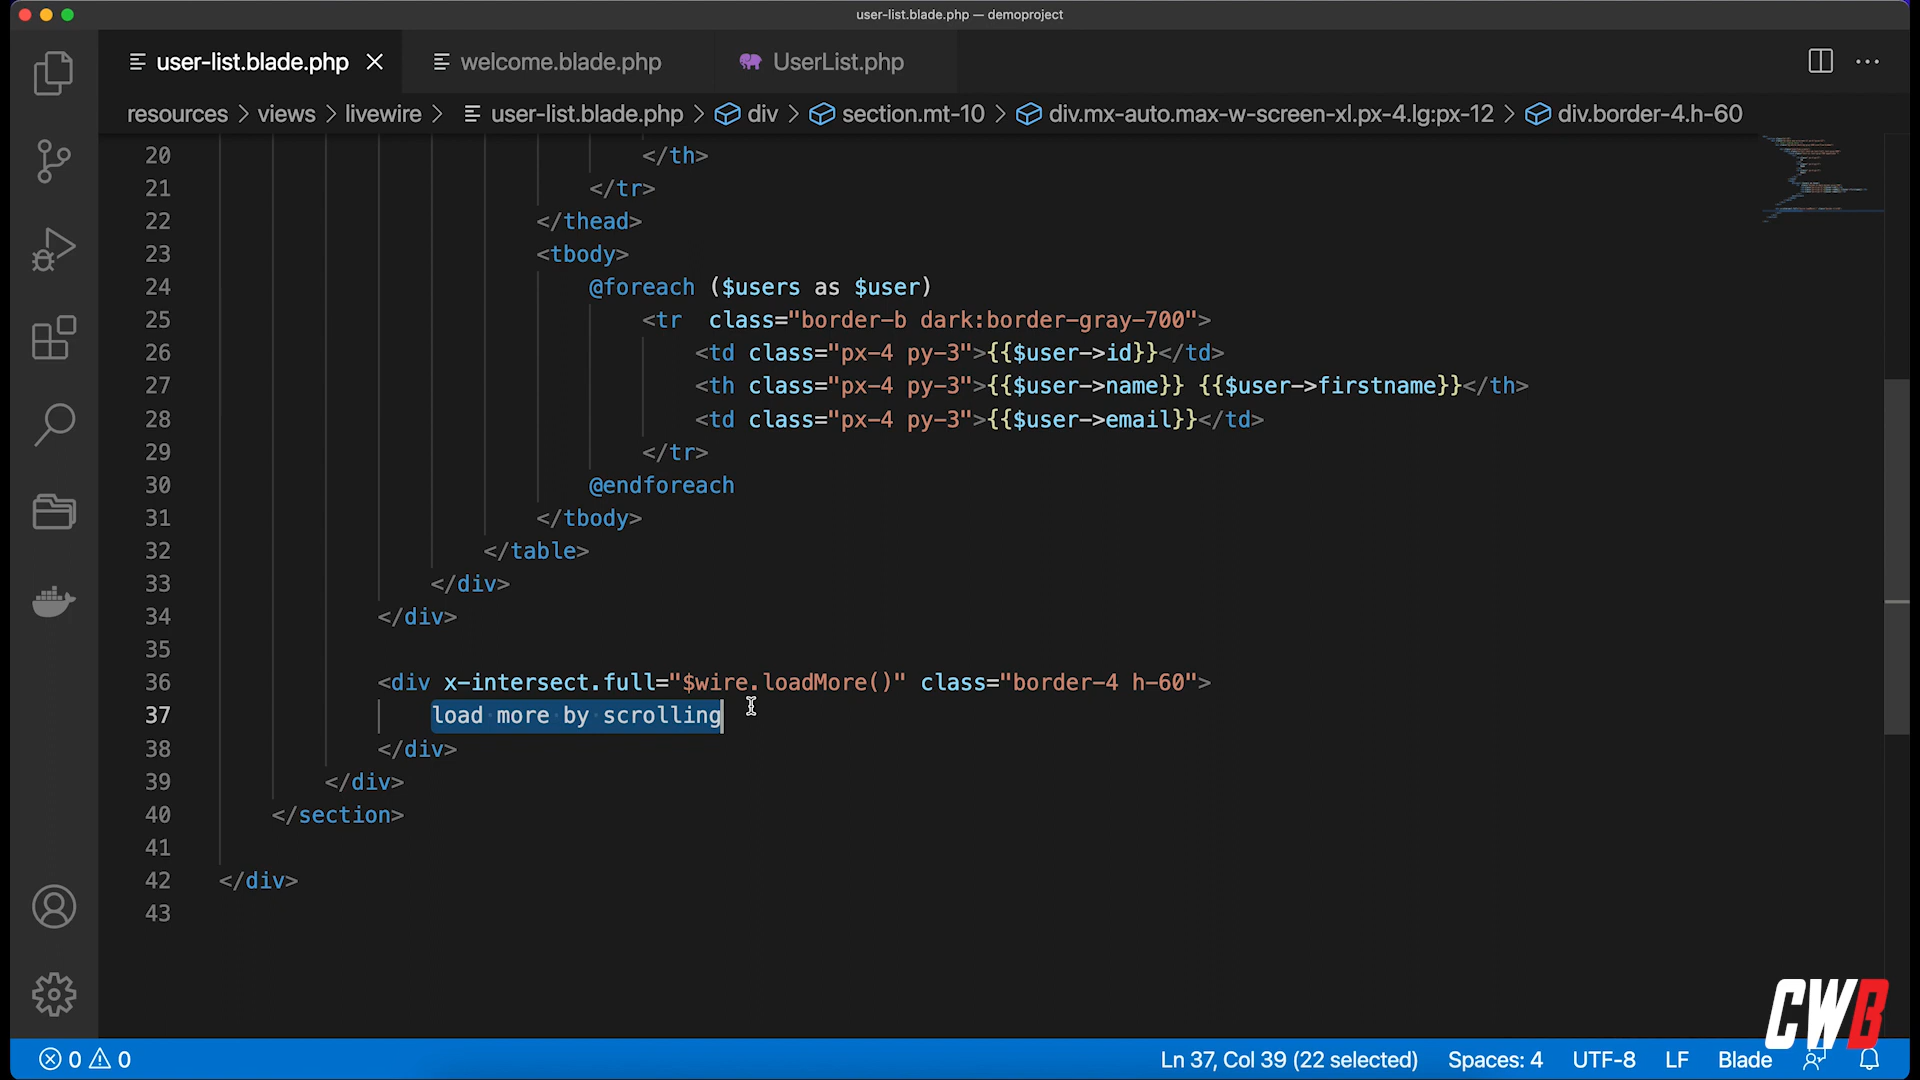 user-list.blade.php — demoproject
user-list.blade.php welcome.blade.php UserList.php
resources > views > livewire > user-list.blade.php > div > section.mt-10 > div.mx-auto.max-w-screen-xl.px-4.lg:px-12 > div.border-4.h-60
20 </th>
21 </tr>
22 </thead>
23 <tbody>
24 @foreach ($users as $user)
25 <tr  class="border-b dark:border-gray-700">
26 <td class="px-4 py-3">{{$user->id}}</td>
27 <th class="px-4 py-3">{{$user->name}} {{$user->firstname}}</th>
28 <td class="px-4 py-3">{{$user->email}}</td>
29 </tr>
30 @endforeach
31 </tbody>
32 </table>
33 </div>
34 </div>
35
36 <div x-intersect.full="$wire.loadMore()" class="border-4 h-60">
37 load more by scrolling
38 </div>
39 </div>
40 </section>
41
42 </div>
43
CWB
0 0 Ln 37, Col 39 (22 selected) Spaces: 4 UTF-8 LF Blade